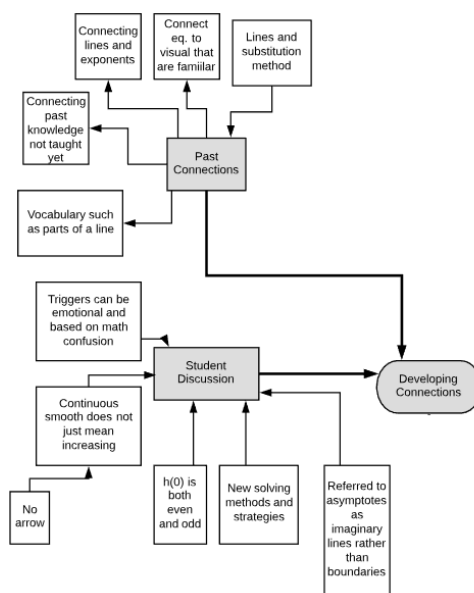 Connecting
lines and
exponents
Connect
eq. to
visual that
are famiilar
Lines and
substitution
method
Connecting
past
knowledge
not taught
yet
Past
Connections
Vocabulary such
as parts of a line
Triggers can be
emotional and
based on math
confusion
Student
Discussion
Developing
Connections
Continuous
smooth does not
just mean
increasing
No
arrow
h(0) is
both
even
and odd
New solving
methods and
strategies
Referred to
asymptotes
as
imaginary
lines rather
than
boundaries